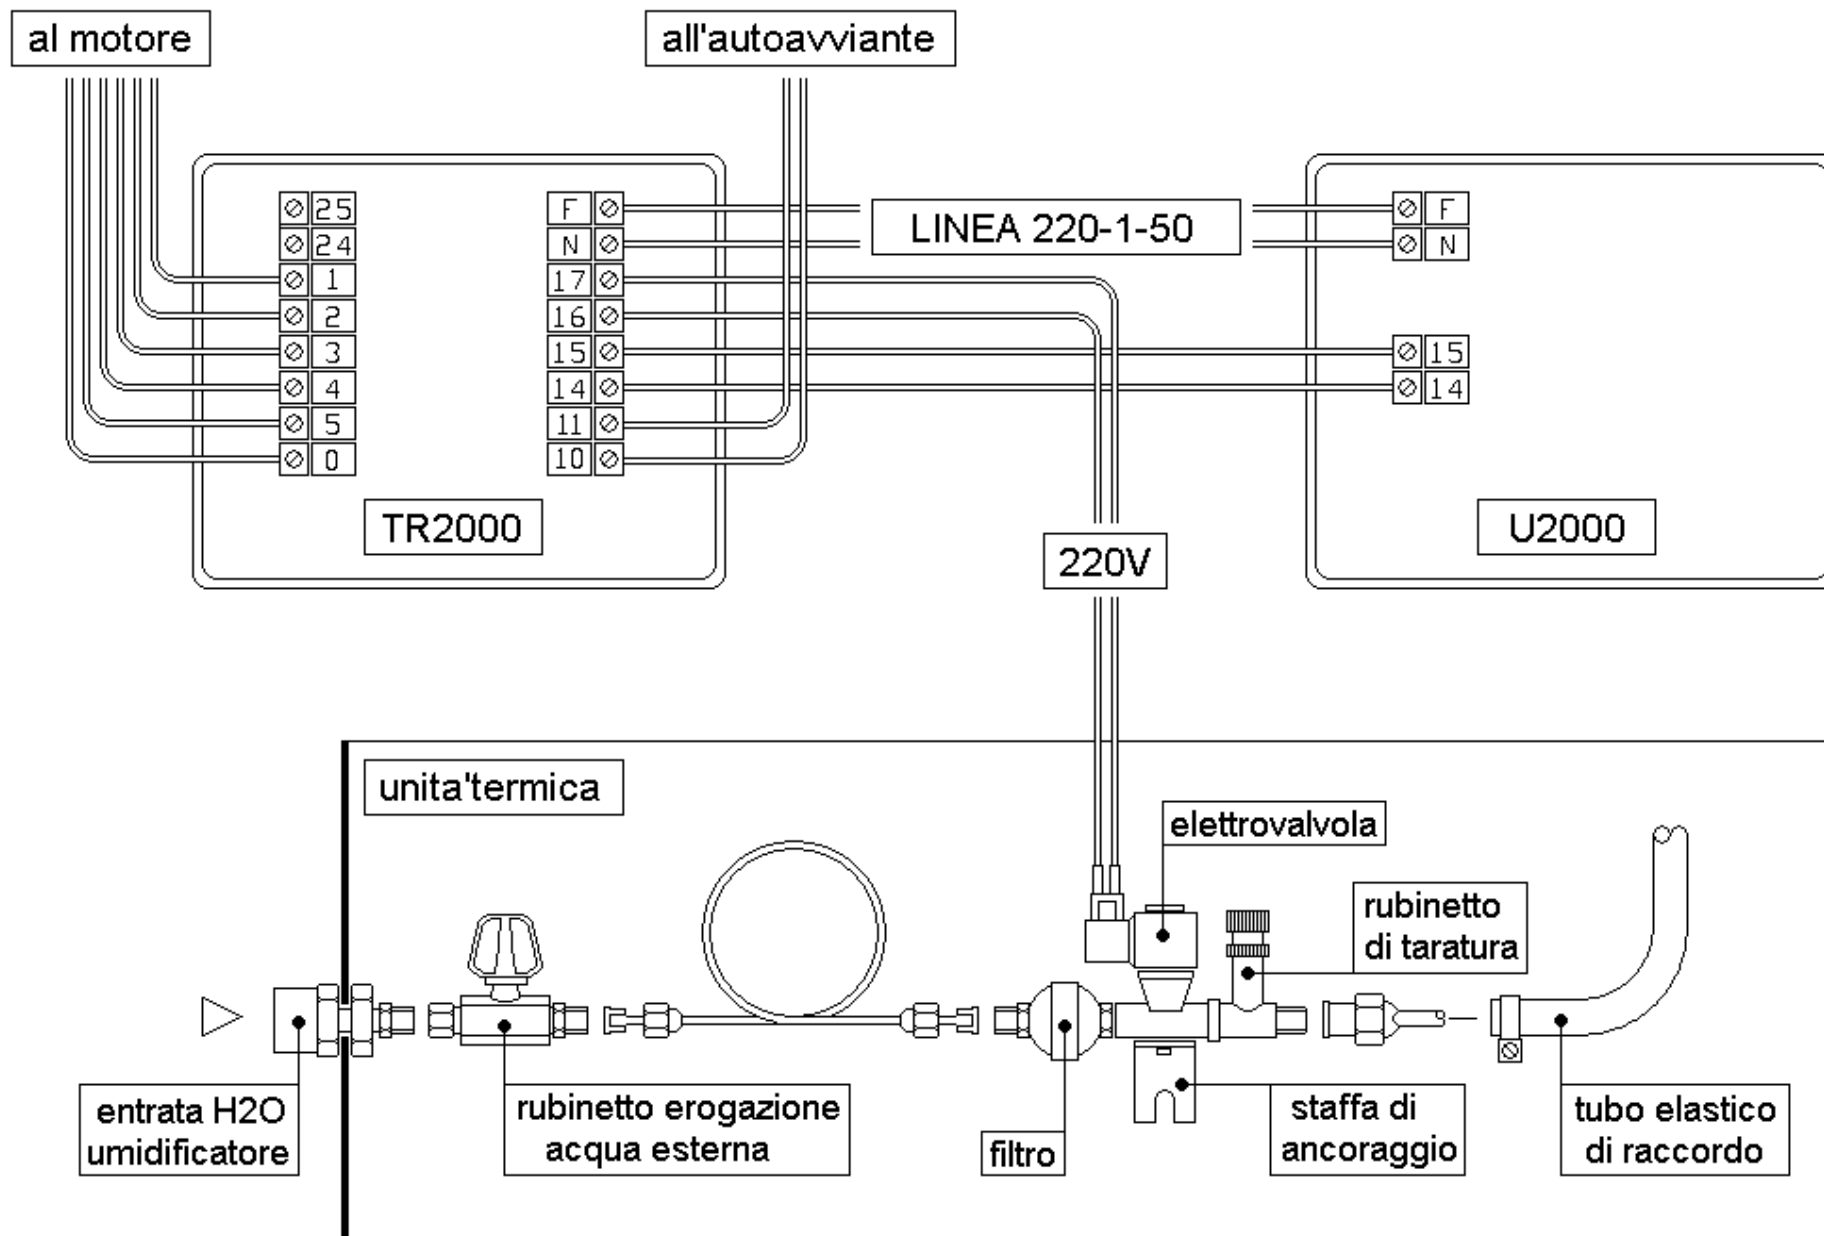 al motore
all'autoavviante
25
24
1
2
3
4
5
0
F
N
17
16
15
14
11
10
TR2000
LINEA 220-1-50
F
N
15
14
U2000
220V
unita'termica
elettrovalvola
rubinetto
di taratura
entrata H2O
umidificatore
rubinetto erogazione
acqua esterna
filtro
staffa di
ancoraggio
tubo elastico
di raccordo